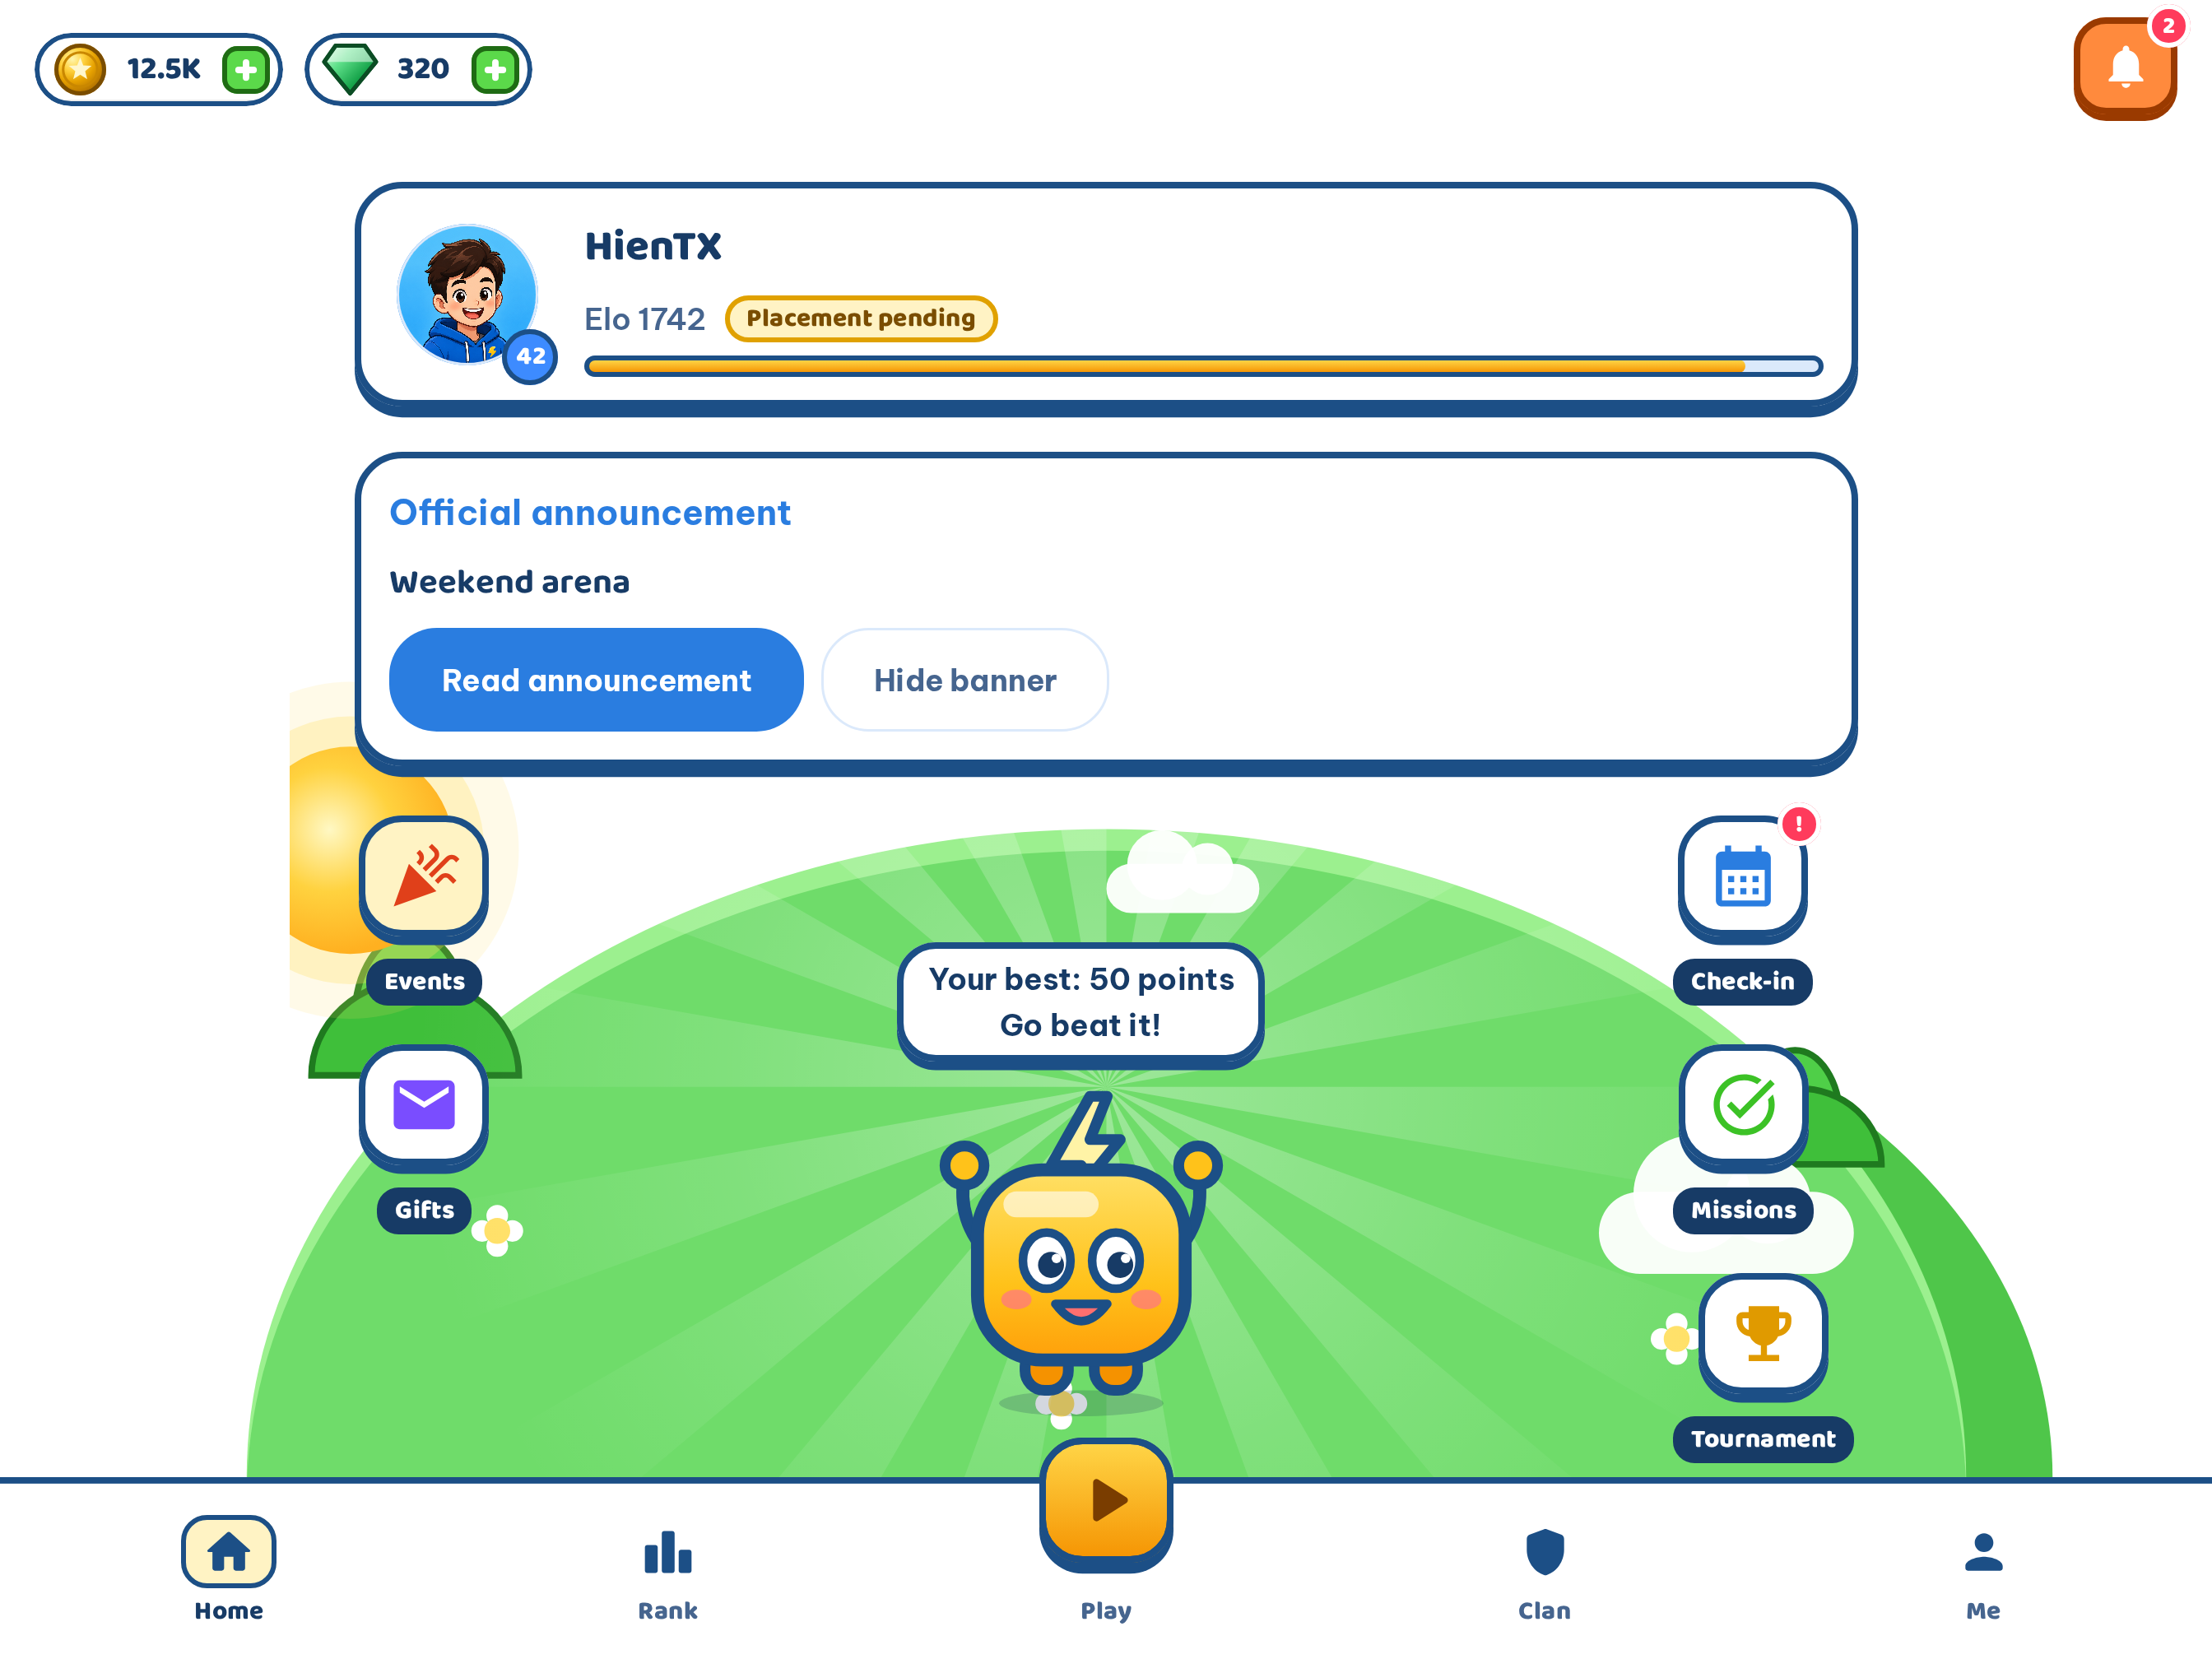 12.5K
320
2
HienTX
Elo 1742
Placement pending
42
Official announcement
Weekend arena
Read announcement
Hide banner
!
Events
Check-in
Your best: 50 points
Go beat it!
Gifts
Missions
Tournament
Home
Rank
Play
Clan
Me